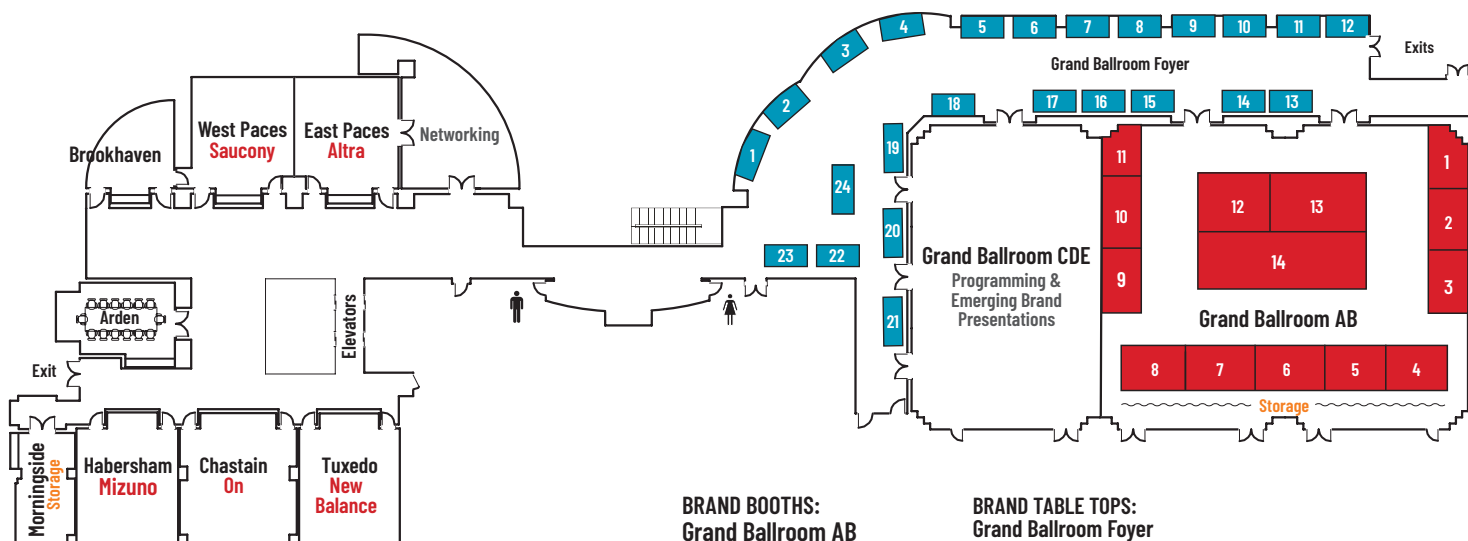 Brookhaven
West Paces
Saucony
East Paces
Altra
Networking
Arden
Exit
Elevators
Morningside
Storage
Habersham
Mizuno
Chastain
On
Tuxedo
New
Balance
1
2
3
4
5
6
7
8
9
10
11
12
Exits
Grand Ballroom Foyer
18
17
16
15
14
13
19
20
21
24
23
22
Grand Ballroom CDE
Programming &
Emerging Brand
Presentations
11
10
9
12
13
14
1
2
3
Grand Ballroom AB
8
7
6
5
4
Storage
BRAND BOOTHS:
Grand Ballroom AB
BRAND TABLE TOPS:
Grand Ballroom Foyer